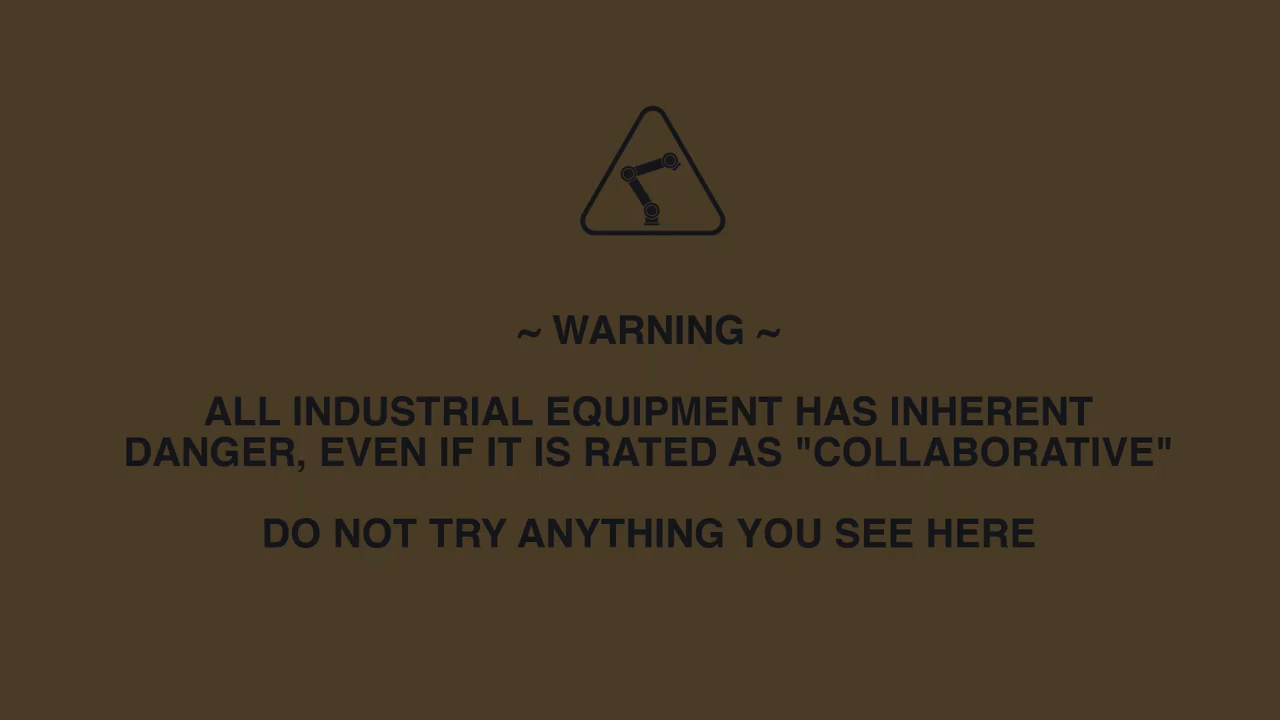 ~ WARNING ~
ALL INDUSTRIAL EQUIPMENT HAS INHERENT
DANGER, EVEN IF IT IS RATED AS "COLLABORATIVE"
DO NOT TRY ANYTHING YOU SEE HERE